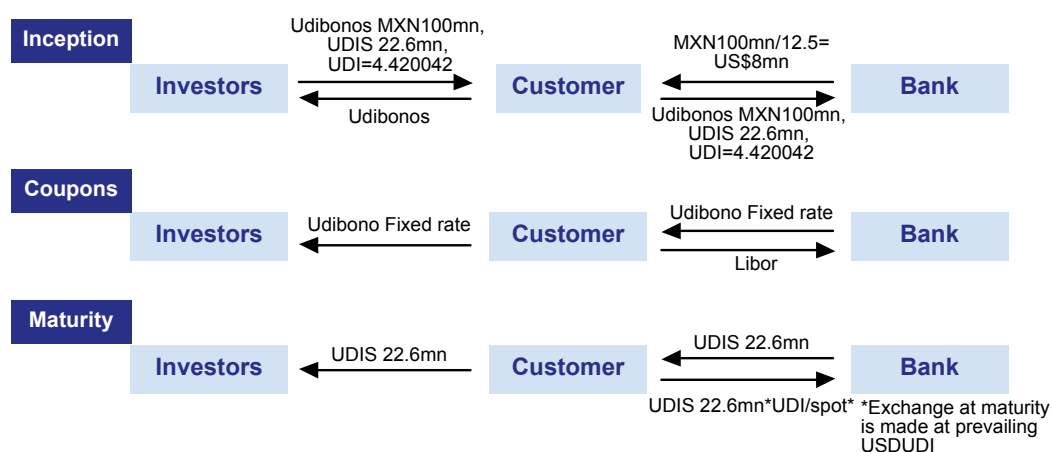 Inception
Udibonos MXN100mn,
UDIS 22.6mn,
UDI=4.420042
MXN100mn/12.5=
US$8mn
Investors
Customer
Bank
Udibonos
Udibonos MXN100mn,
UDIS 22.6mn,
UDI=4.420042
Coupons
Udibono Fixed rate
Udibono Fixed rate
Investors
Customer
Bank
Libor
Maturity
UDIS 22.6mn
UDIS 22.6mn
Investors
Customer
Bank
UDIS 22.6mn*UDI/spot*
*Exchange at maturity
is made at prevailing
USDUDI